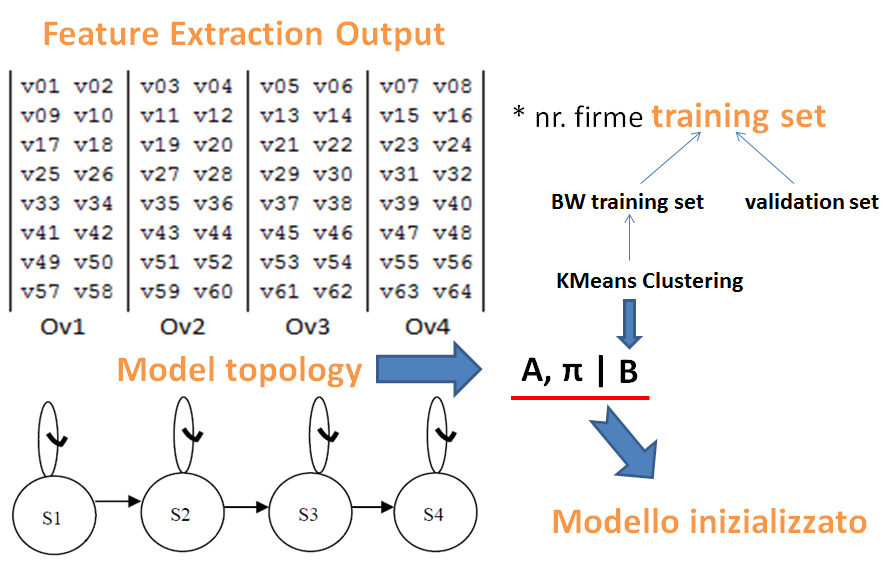 Feature Extraction Output
v01 v02 v03 v04 v05 v06 v07 v08
v09 v10 v11 v12 v13 v14 v15 v16
v17 v18 v19 v20 v21 v22 v23 v24
v25 v26 v27 v28 v29 v30 v31 v32
v33 v34 v35 v36 v37 v38 v39 v40
v41 v42 v43 v44 v45 v46 v47 v48
v49 v50 v51 v52 v53 v54 v55 v56
v57 v58 v59 v60 v61 v62 v63 v64
Ov1 Ov2 Ov3 Ov4
* nr. firme training set
BW training set validation set
KMeans Clustering
Model topology
A, π | B
S1 S2 S3 S4
Modello inizializzato